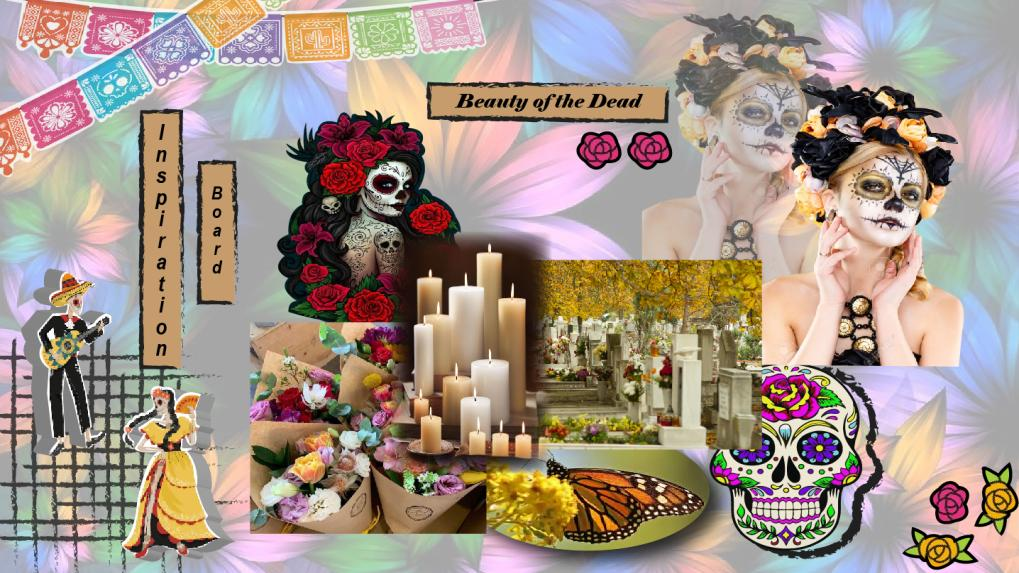 Beauty of the Dead
Inspiration
Board